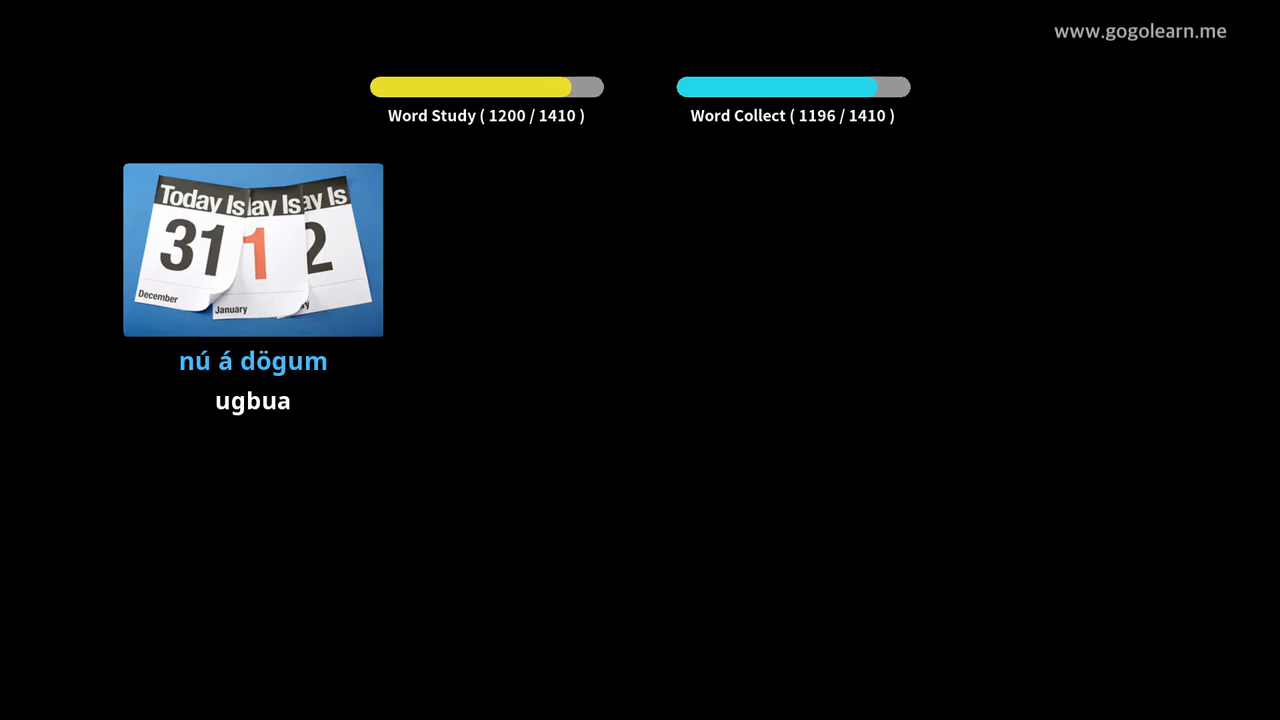 www.gogolearn.me
Word Study ( 1200 / 1410 )
Word Collect ( 1196 / 1410 )
Today Is
day Is
ay Is
31
1
2
December
January
nú á dögum
ugbua